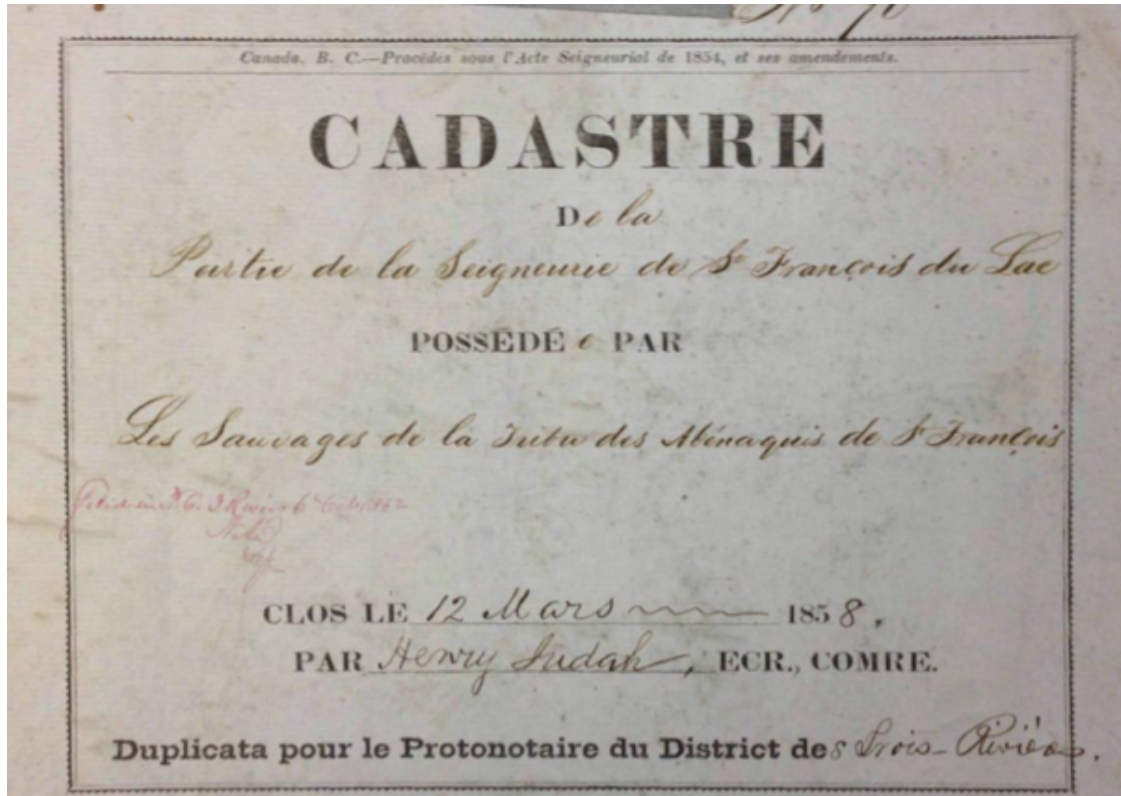 Canada. B. C.—Procédés sous l'Acte Seigneurial de 1854, et ses amendements.
CADASTRE
De la
Partie de la Seigneurie de St François du Lac
POSSÉDÉe PAR
Les Sauvages de la Tribu des Abénaquis de St François
CLOS LE 12 Mars 1858.
PAR Henry Judah, ECR., COMRE.
Duplicata pour le Protonotaire du District des Trois-Rivières.